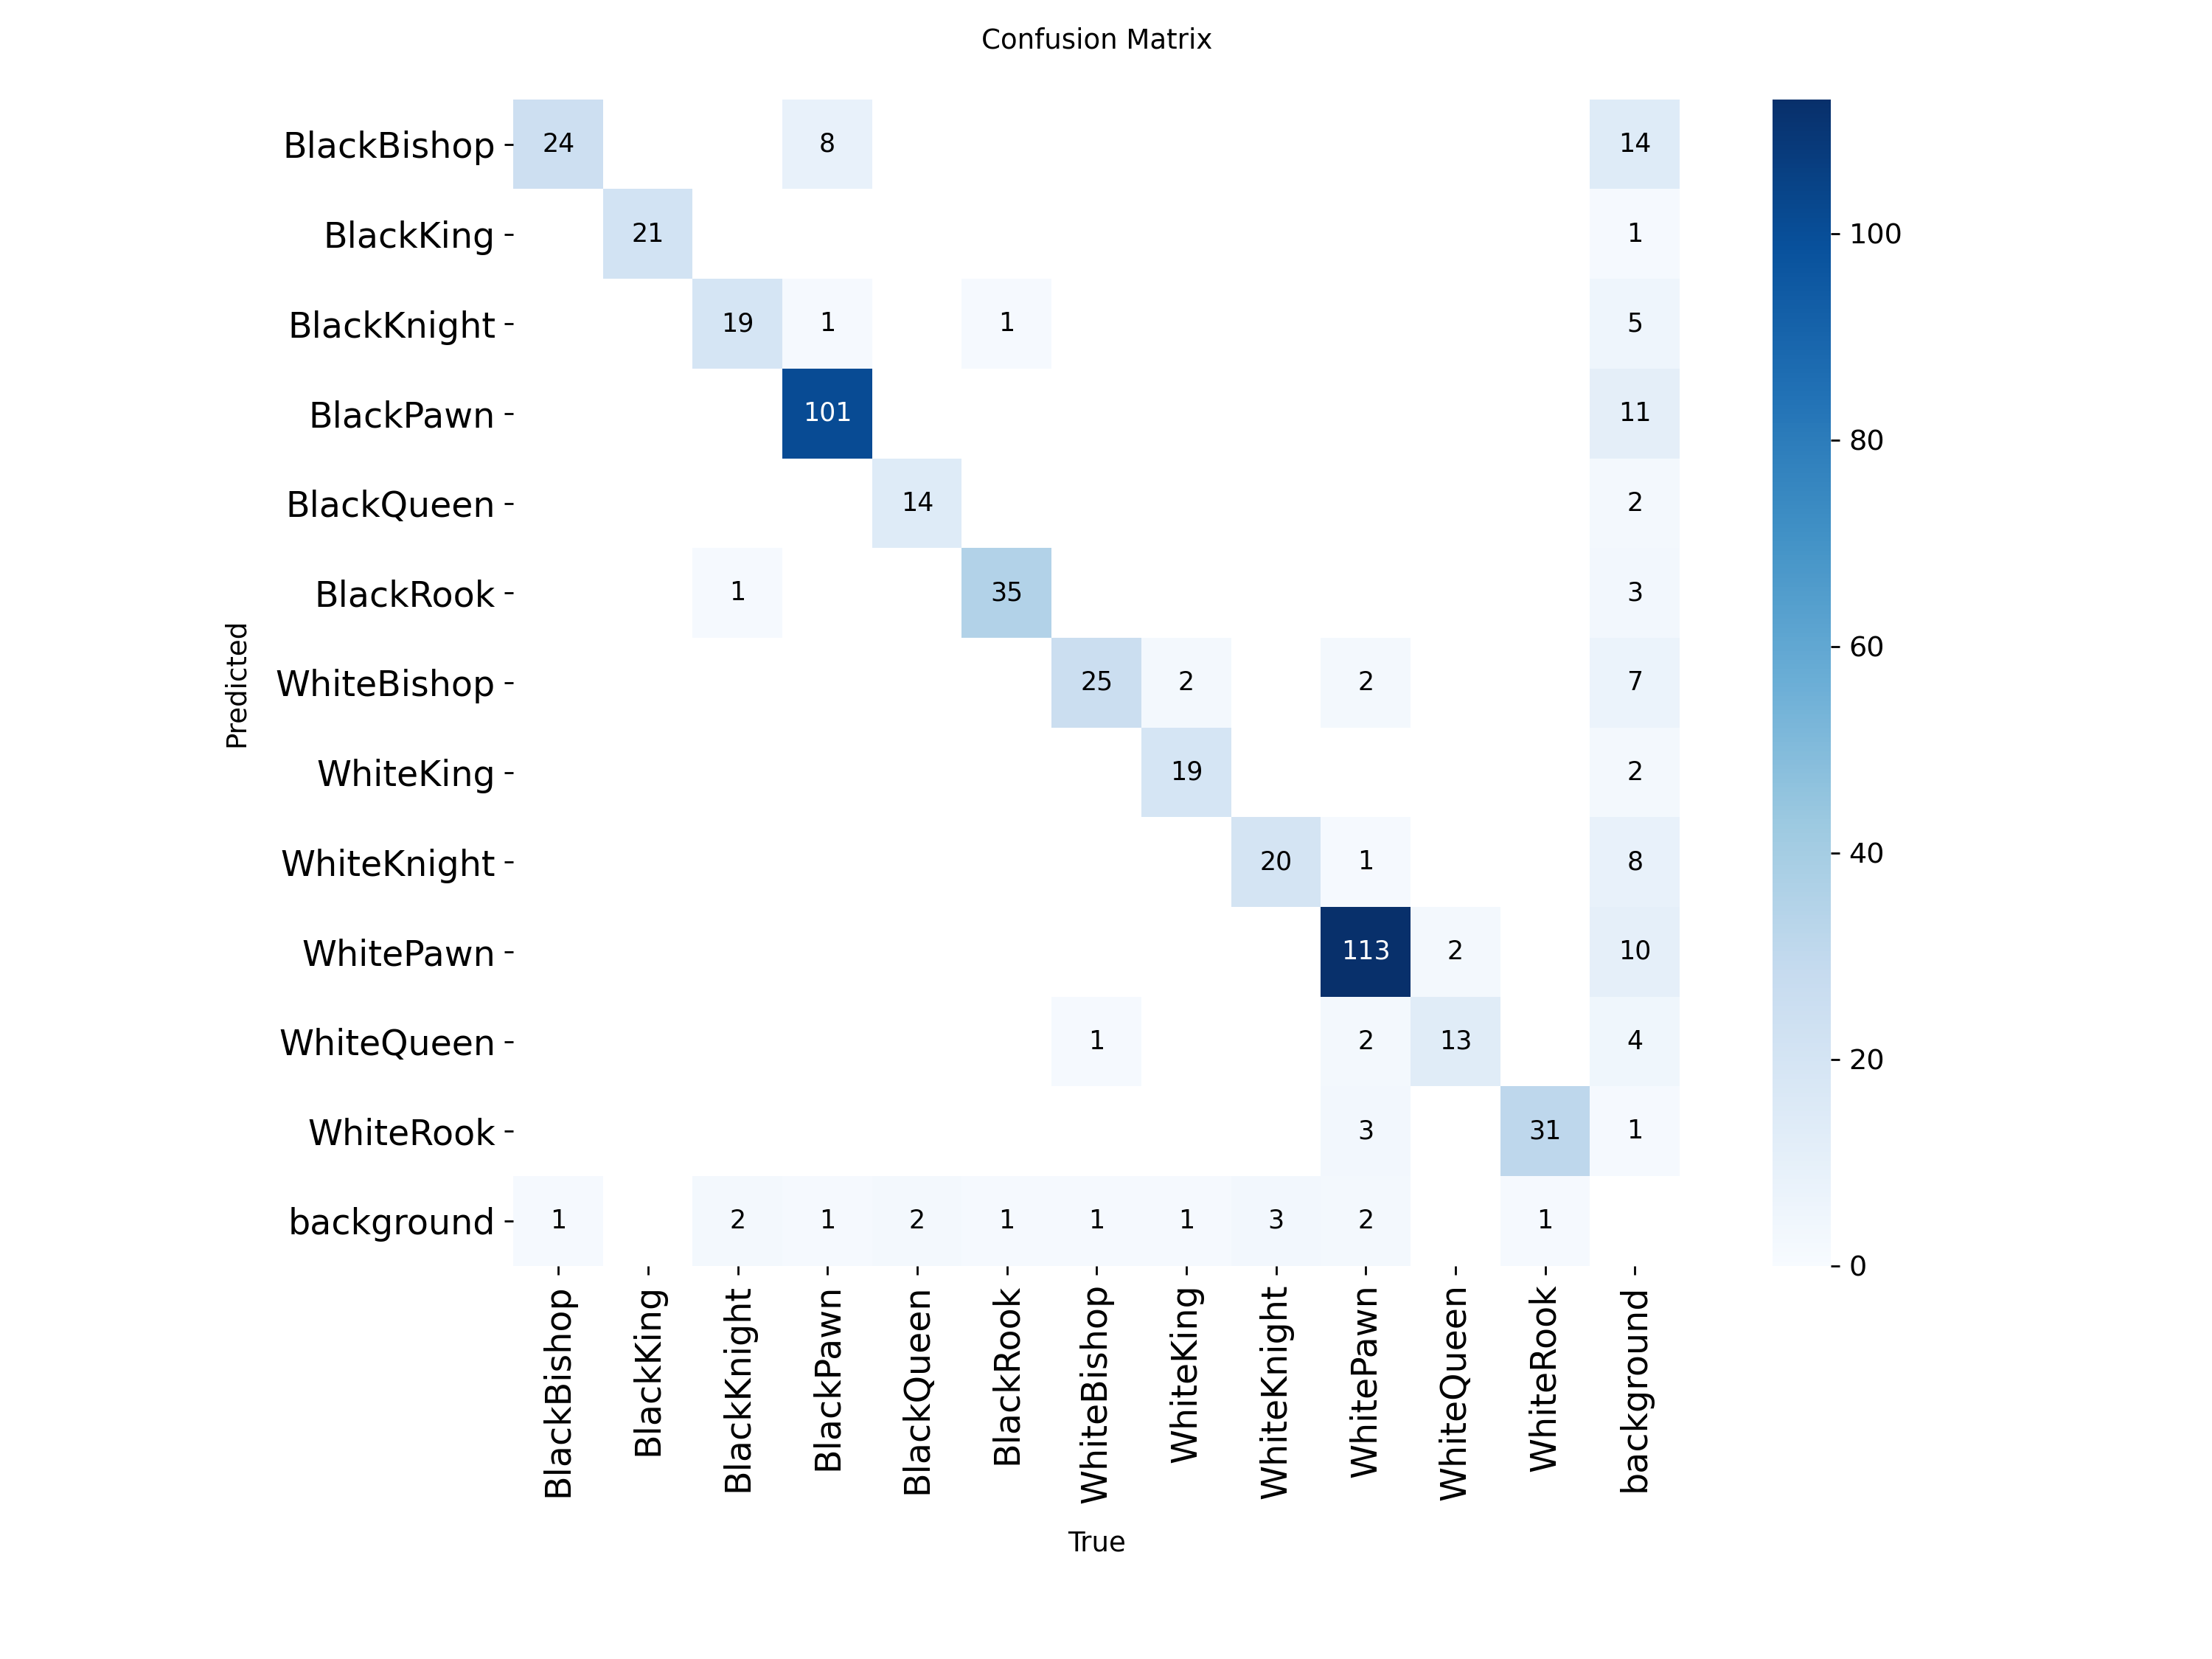 Confusion Matrix
BlackBishop 24 8 14
BlackKing 21 1
BlackKnight 19 1 1 5
BlackPawn 101 11
BlackQueen 14 2
BlackRook 1 35 3
WhiteBishop 25 2 2 7
WhiteKing 19 2
WhiteKnight 20 1 8
WhitePawn 113 2 10
WhiteQueen 1 2 13 4
WhiteRook 3 31 1
background 1 2 1 2 1 1 1 3 2 1
Predicted
BlackBishop
BlackKing
BlackKnight
BlackPawn
BlackQueen
BlackRook
WhiteBishop
WhiteKing
WhiteKnight
WhitePawn
WhiteQueen
WhiteRook
background
True
100
80
60
40
20
0